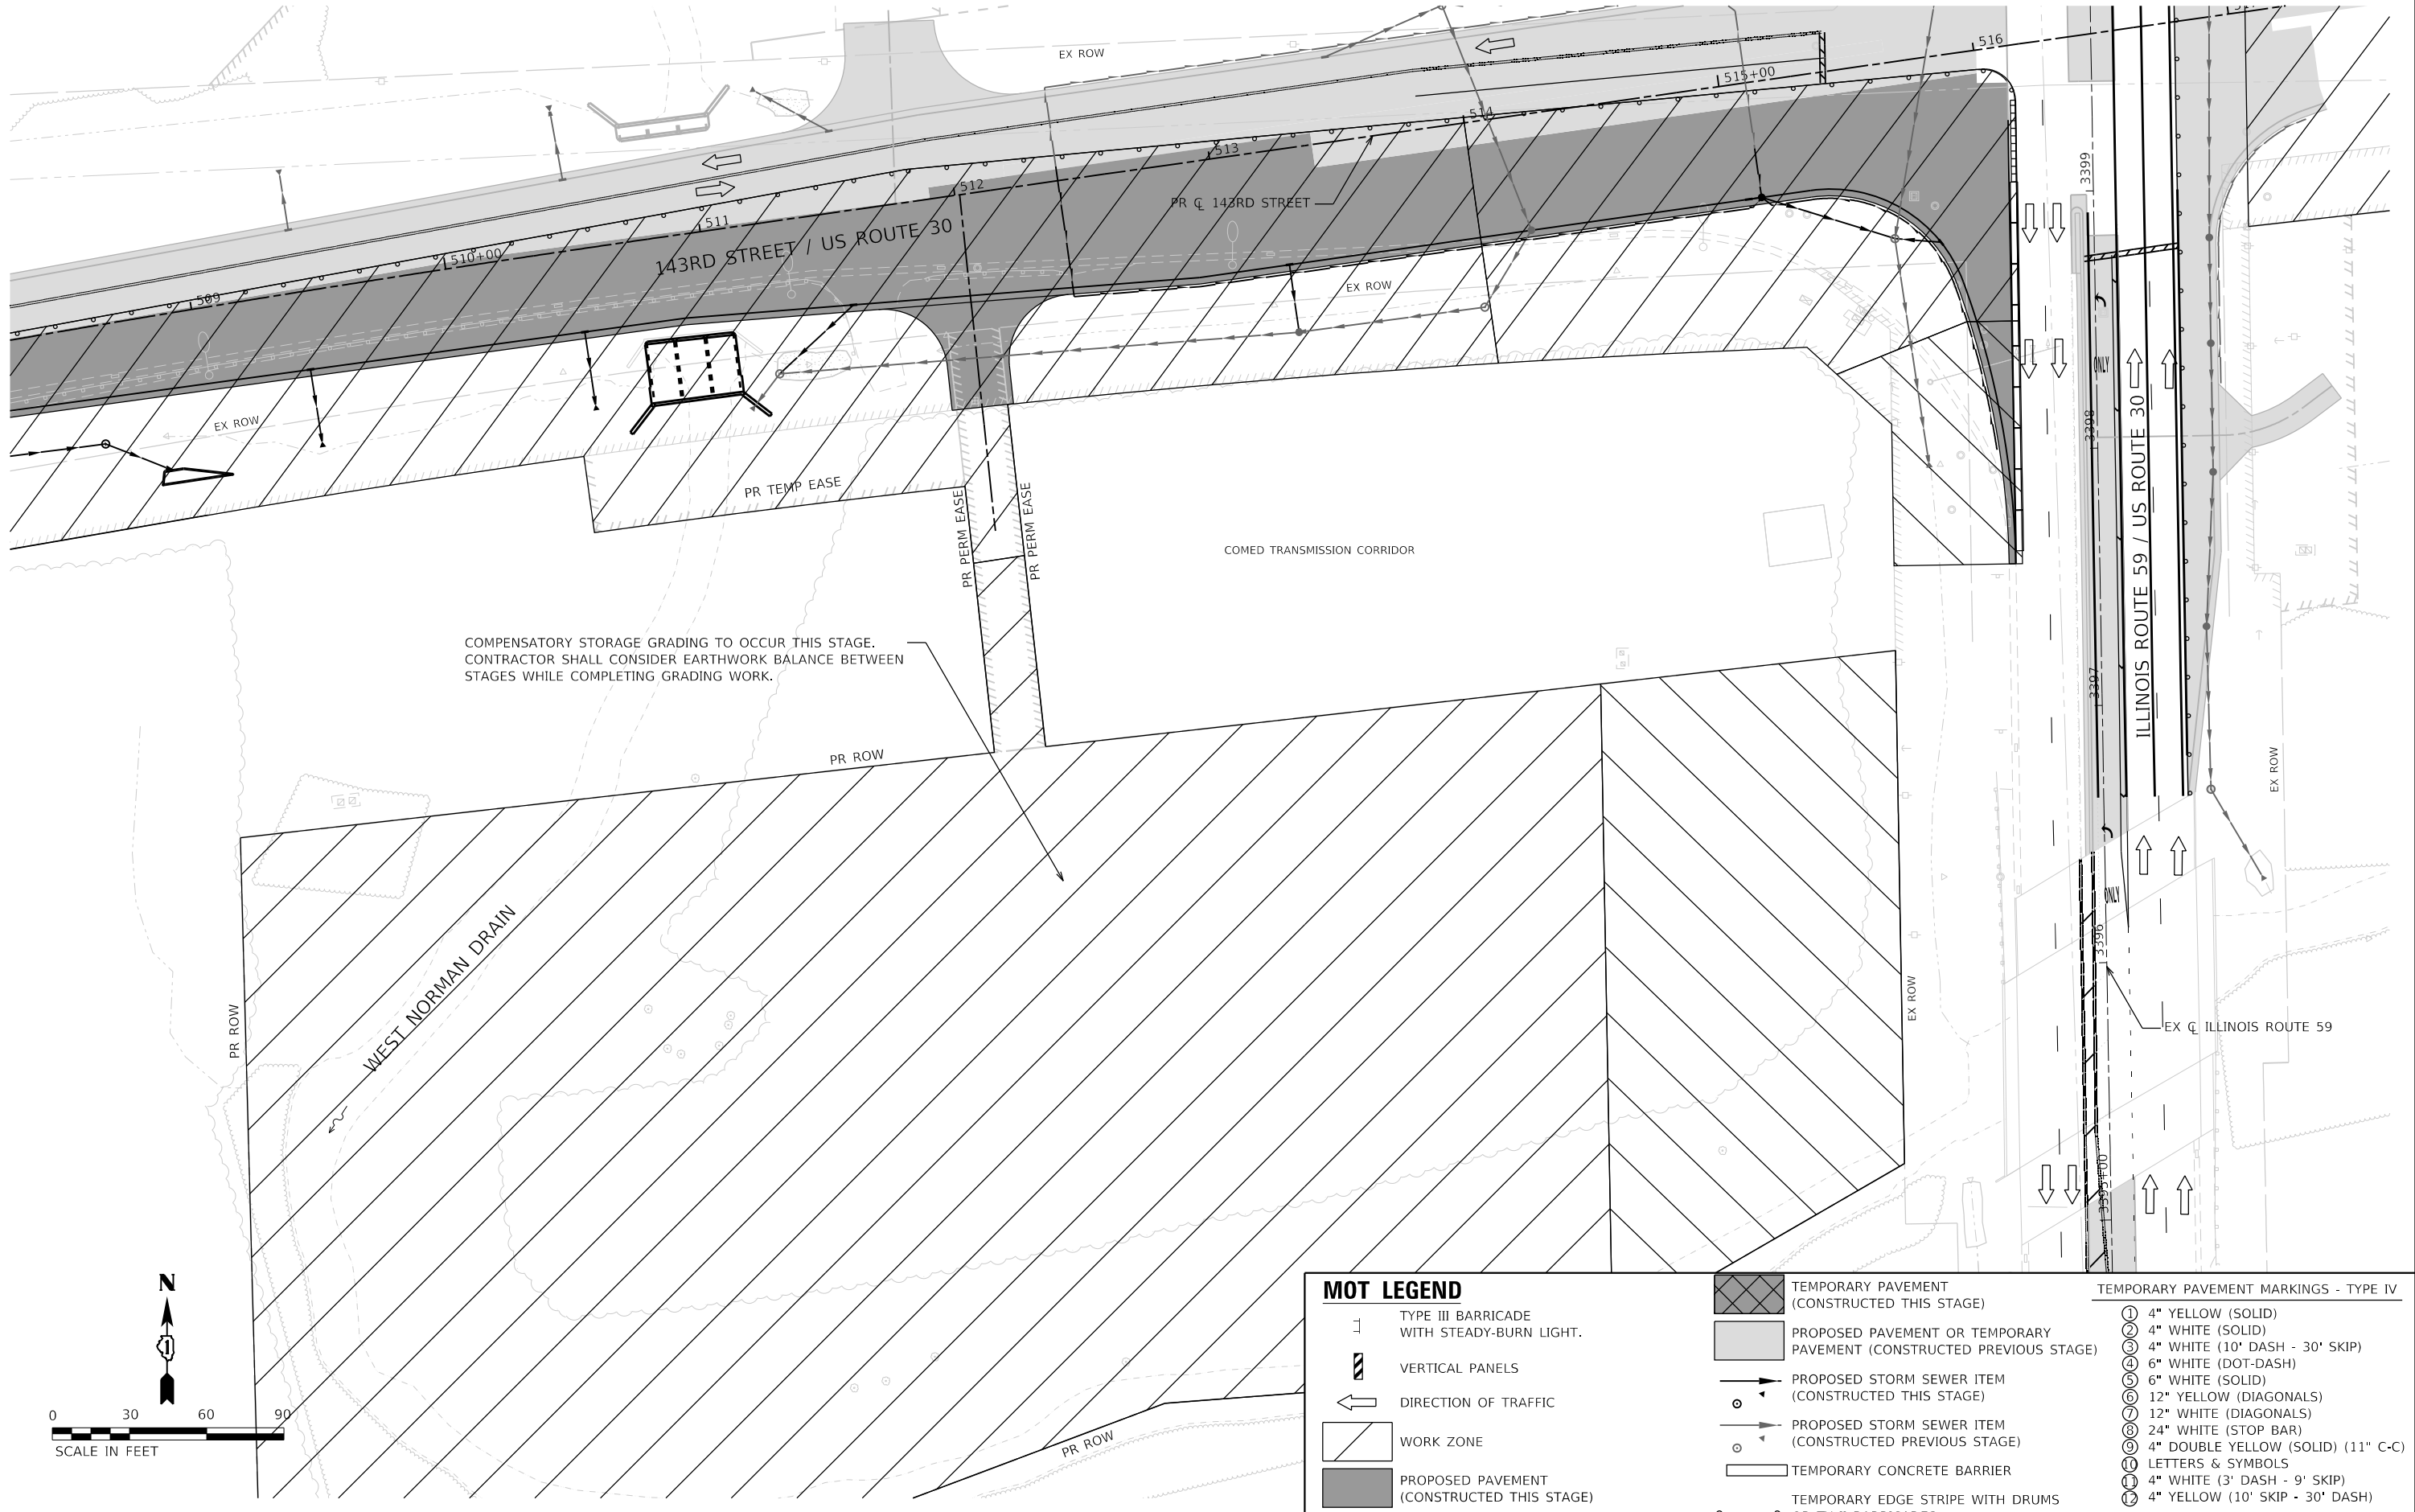 EX ROW
516
515+00
514
513
512
511
510+00
509
3399
PR ℄ 143RD STREET
143RD STREET / US ROUTE 30
EX ROW
EX ROW
ONLY
3398
ILLINOIS ROUTE 59 / US ROUTE 30
PR TEMP EASE
PR PERM EASE
PR PERM EASE
COMED TRANSMISSION CORRIDOR
COMPENSATORY STORAGE GRADING TO OCCUR THIS STAGE.
CONTRACTOR SHALL CONSIDER EARTHWORK BALANCE BETWEEN
STAGES WHILE COMPLETING GRADING WORK.
3397
PR ROW
EX ROW
ONLY
3396
WEST NORMAN DRAIN
PR ROW
EX ROW
EX ℄ ILLINOIS ROUTE 59
3395+00
N
1
0 30 60 90
SCALE IN FEET
PR ROW
MOT LEGEND
TYPE III BARRICADE
WITH STEADY-BURN LIGHT.
VERTICAL PANELS
DIRECTION OF TRAFFIC
WORK ZONE
PROPOSED PAVEMENT
(CONSTRUCTED THIS STAGE)
TEMPORARY PAVEMENT
(CONSTRUCTED THIS STAGE)
PROPOSED PAVEMENT OR TEMPORARY
PAVEMENT (CONSTRUCTED PREVIOUS STAGE)
PROPOSED STORM SEWER ITEM
(CONSTRUCTED THIS STAGE)
PROPOSED STORM SEWER ITEM
(CONSTRUCTED PREVIOUS STAGE)
TEMPORARY CONCRETE BARRIER
TEMPORARY EDGE STRIPE WITH DRUMS
TEMPORARY PAVEMENT MARKINGS - TYPE IV
1 4" YELLOW (SOLID)
2 4" WHITE (SOLID)
3 4" WHITE (10' DASH - 30' SKIP)
4 6" WHITE (DOT-DASH)
5 6" WHITE (SOLID)
6 12" YELLOW (DIAGONALS)
7 12" WHITE (DIAGONALS)
8 24" WHITE (STOP BAR)
9 4" DOUBLE YELLOW (SOLID) (11" C-C)
10 LETTERS & SYMBOLS
11 4" WHITE (3' DASH - 9' SKIP)
12 4" YELLOW (10' SKIP - 30' DASH)